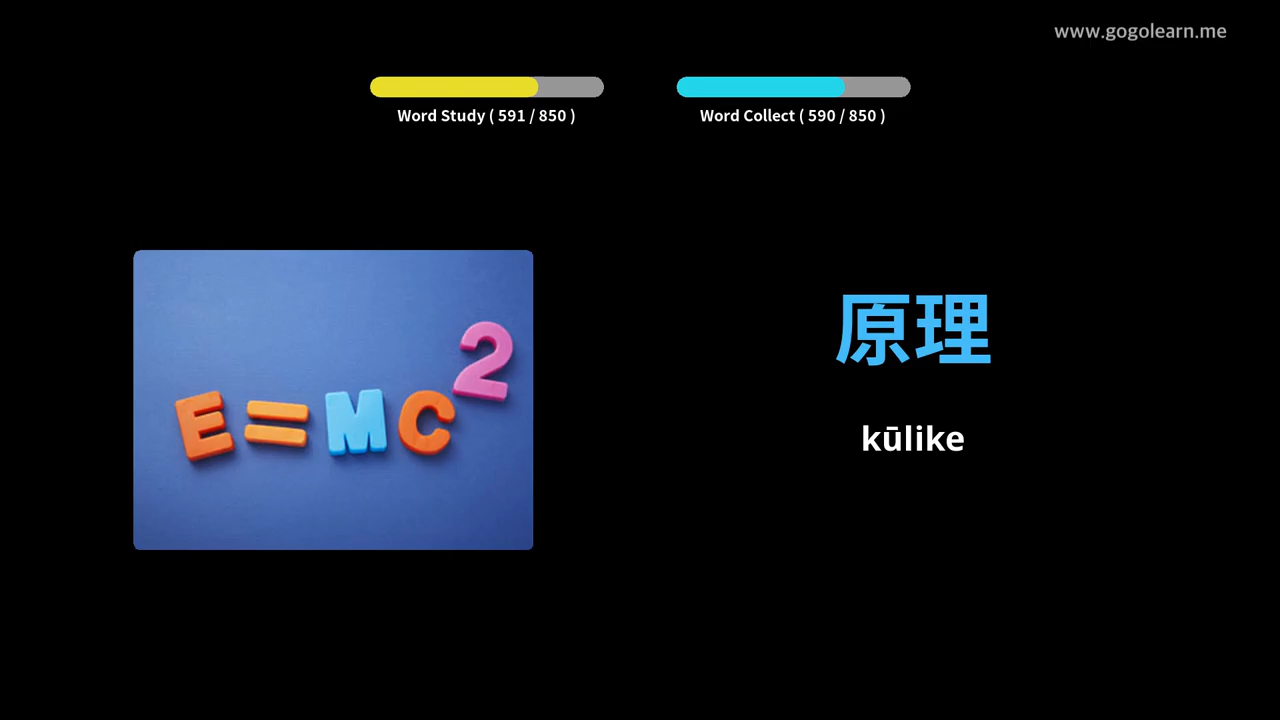 www.gogolearn.me
Word Study ( 591 / 850 )
Word Collect ( 590 / 850 )
E=MC²
原理
kūlike